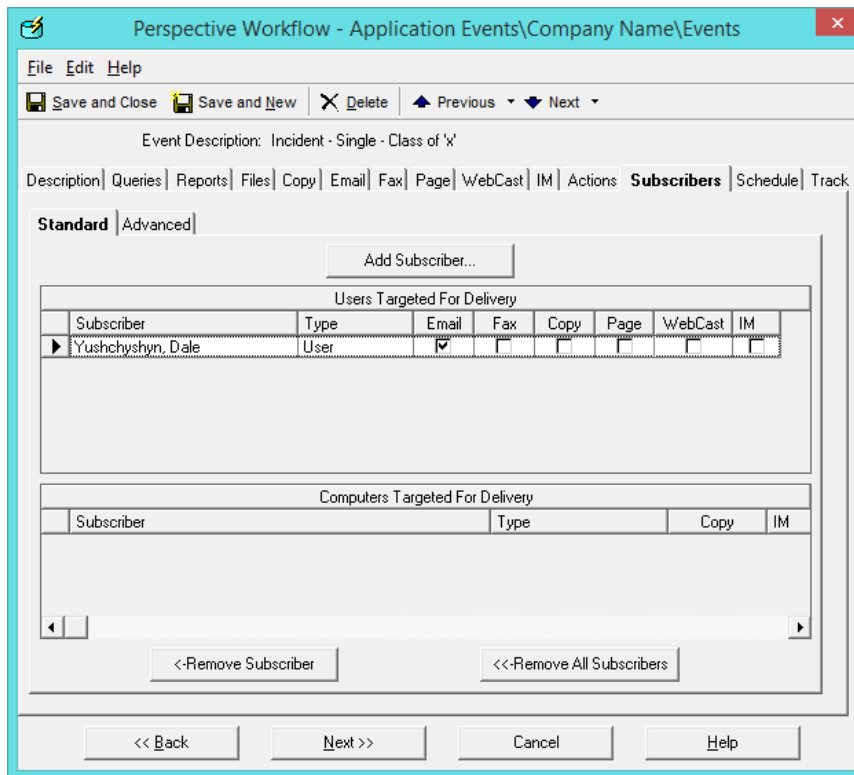 Perspective Workflow - Application Events\Company Name\Events
File Edit Help
Save and Close Save and New Delete Previous Next
Event Description: Incident - Single - Class of 'x'
Description Queries Reports Files Copy Email Fax Page WebCast IM Actions Subscribers Schedule Track
Standard Advanced
Add Subscriber...
Users Targeted For Delivery
Subscriber Type Email Fax Copy Page WebCast IM
Yushchyshyn, Dale User
Computers Targeted For Delivery
Subscriber Type Copy IM
<-Remove Subscriber <<-Remove All Subscribers
<< Back Next >> Cancel Help